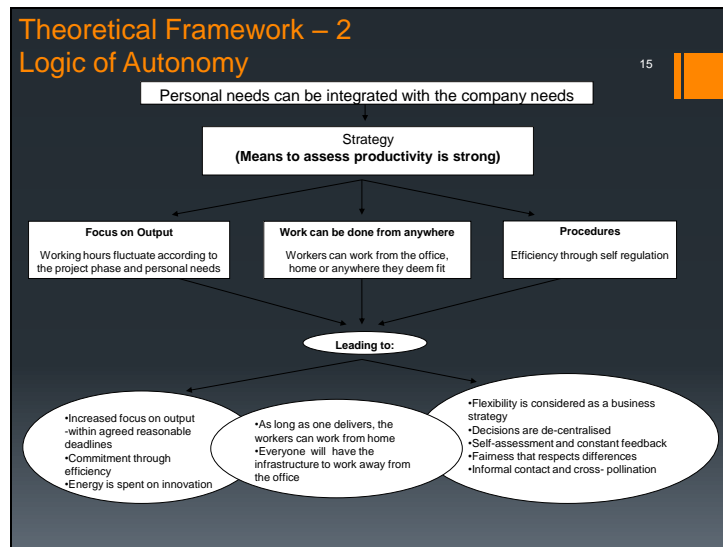 Theoretical Framework – 2
Logic of Autonomy
15
Personal needs can be integrated with the company needs
Strategy
(Means to assess productivity is strong)
Focus on Output
Working hours fluctuate according to
the project phase and personal needs
Work can be done from anywhere
Workers can work from the office,
home or anywhere they deem fit
Procedures
Efficiency through self regulation
Leading to:
•Increased focus on output
-within agreed reasonable
deadlines
•Commitment through
efficiency
•Energy is spent on innovation
•As long as one delivers, the
workers can work from home
•Everyone will have the
infrastructure to work away from
the office
•Flexibility is considered as a business
strategy
•Decisions are de-centralised
•Self-assessment and constant feedback
•Fairness that respects differences
•Informal contact and cross- pollination